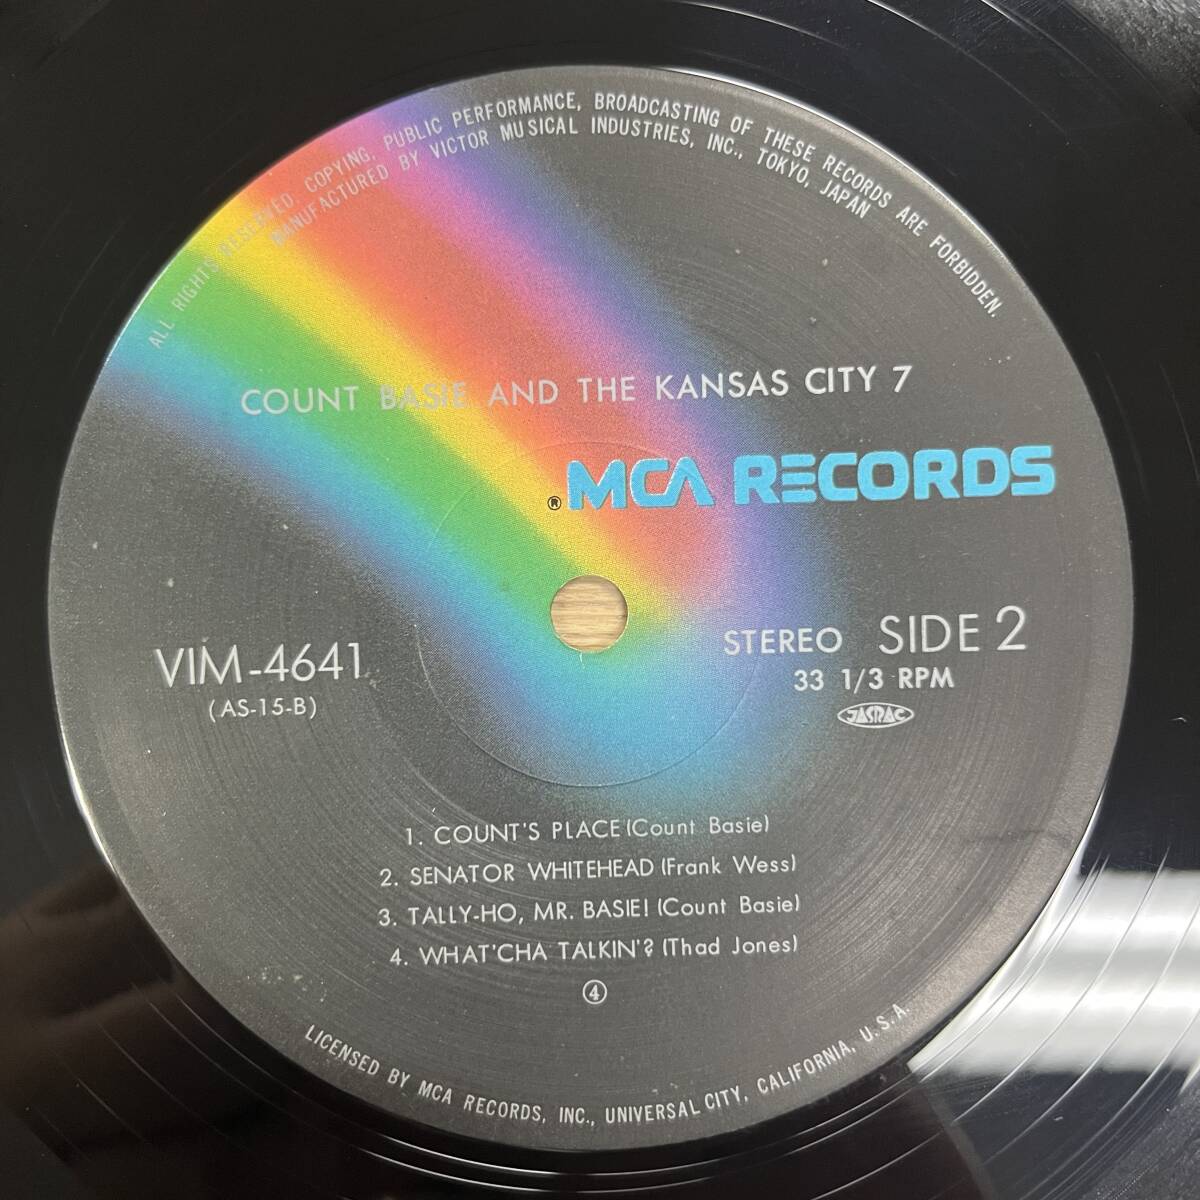 ALL RIGHTS RESERVED. COPYING, PUBLIC PERFORMANCE, BROADCASTING OF THESE RECORDS ARE FORBIDDEN.
MANUFACTURED BY VICTOR MUSICAL INDUSTRIES, INC., TOKYO, JAPAN
COUNT BASIE AND THE KANSAS CITY 7
® MCA RECORDS
VIM-4641
(AS-15-B)
STEREO SIDE 2
33 1/3 RPM
JASRAC
1. COUNT'S PLACE (Count Basie)
2. SENATOR WHITEHEAD (Frank Wess)
3. TALLY-HO, MR. BASIE! (Count Basie)
4. WHAT'CHA TALKIN'? (Thad Jones)
④
LICENSED BY MCA RECORDS, INC., UNIVERSAL CITY, CALIFORNIA, U.S.A.